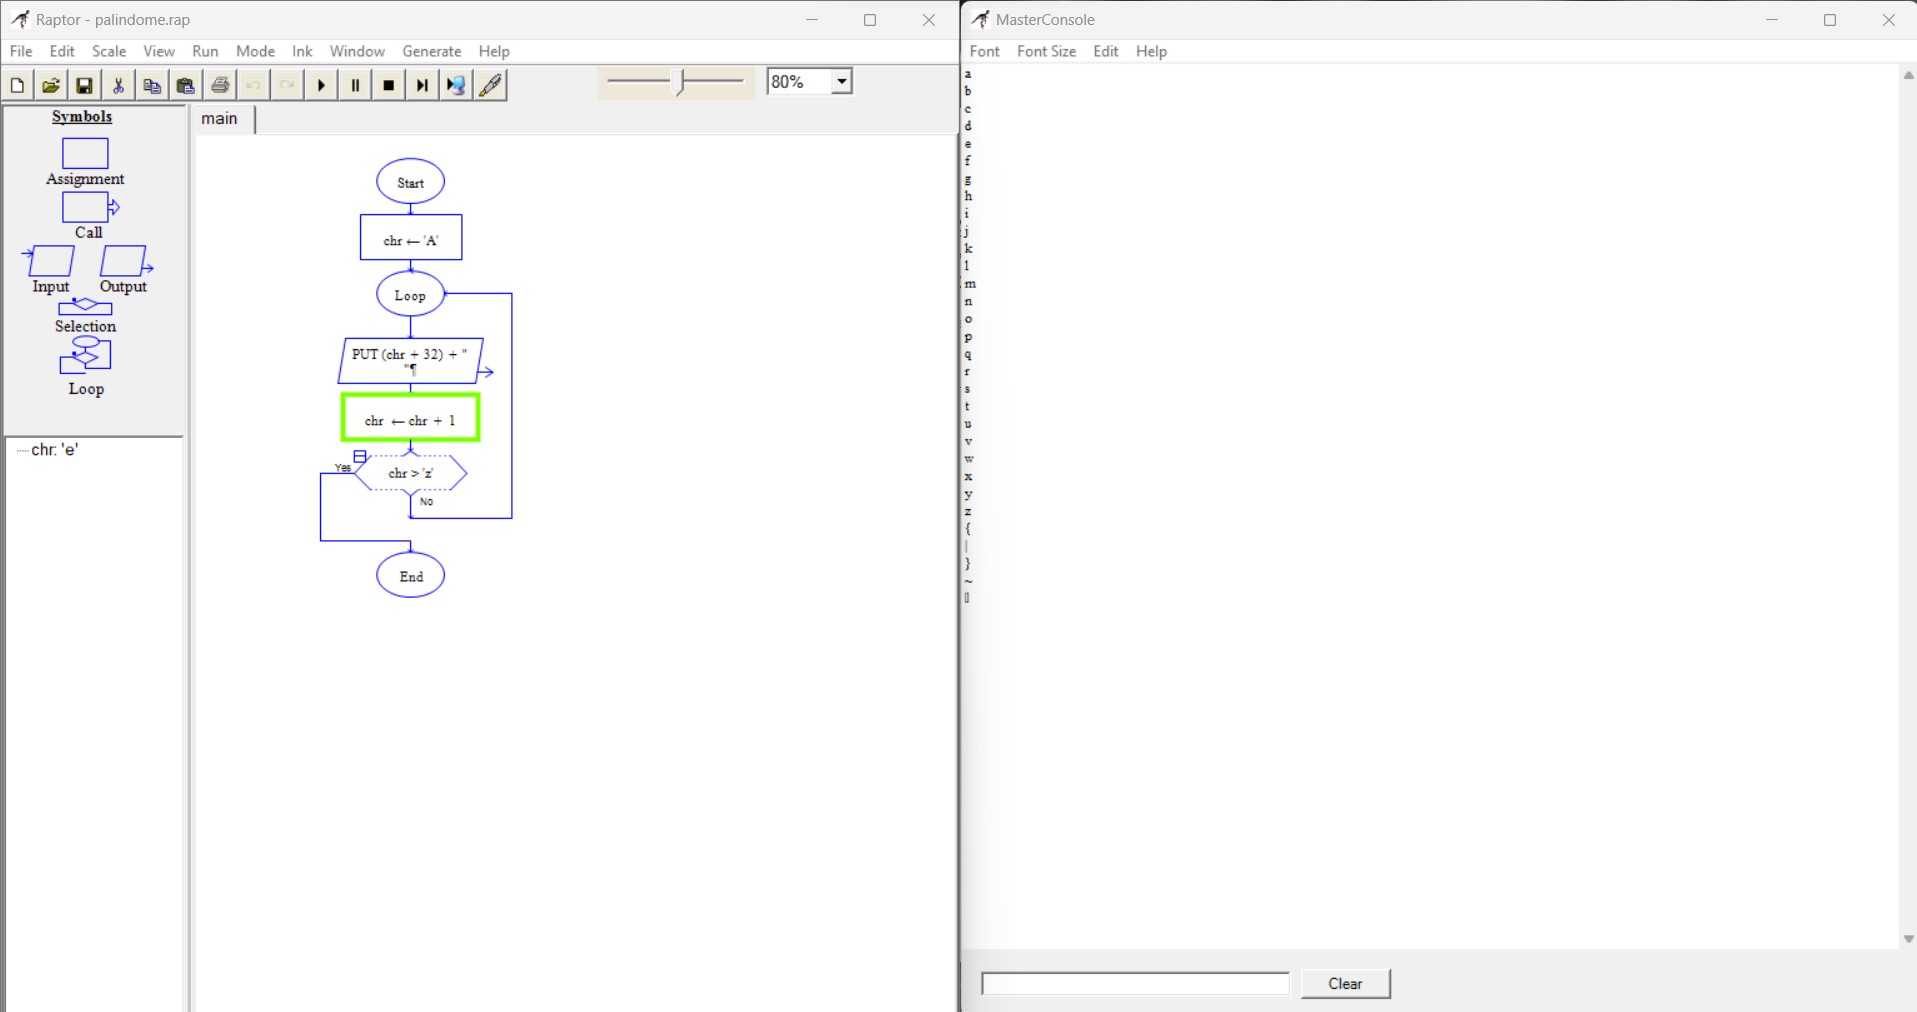 Raptor - palindome.rap
File Edit Scale View Run Mode Ink Window Generate Help
80%
Symbols
Assignment
Call
Input Output
Selection
Loop
chr: 'e'
main
Start
chr ← 'A'
Loop
PUT (chr + 32) + "
"¶
chr ← chr + 1
Yes
chr > 'z'
No
End
MasterConsole
Font Font Size Edit Help
a
b
c
d
e
f
g
h
i
j
k
l
m
n
o
p
q
r
s
t
u
v
w
x
y
z
{
|
}
~
Clear